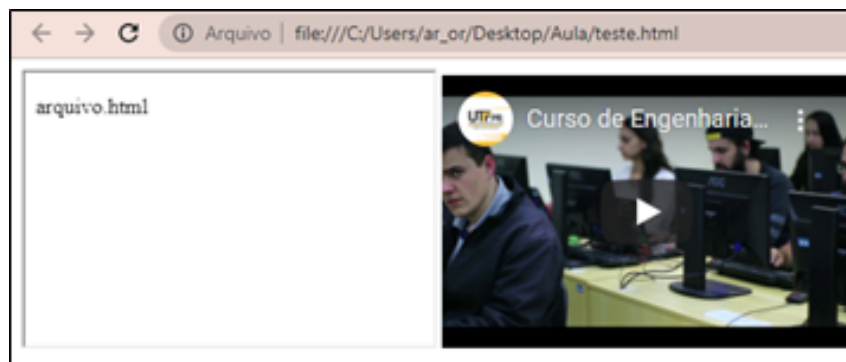 Arquivo | file:///C:/Users/ar_or/Desktop/Aula/teste.html
arquivo.html
Curso de Engenharia...